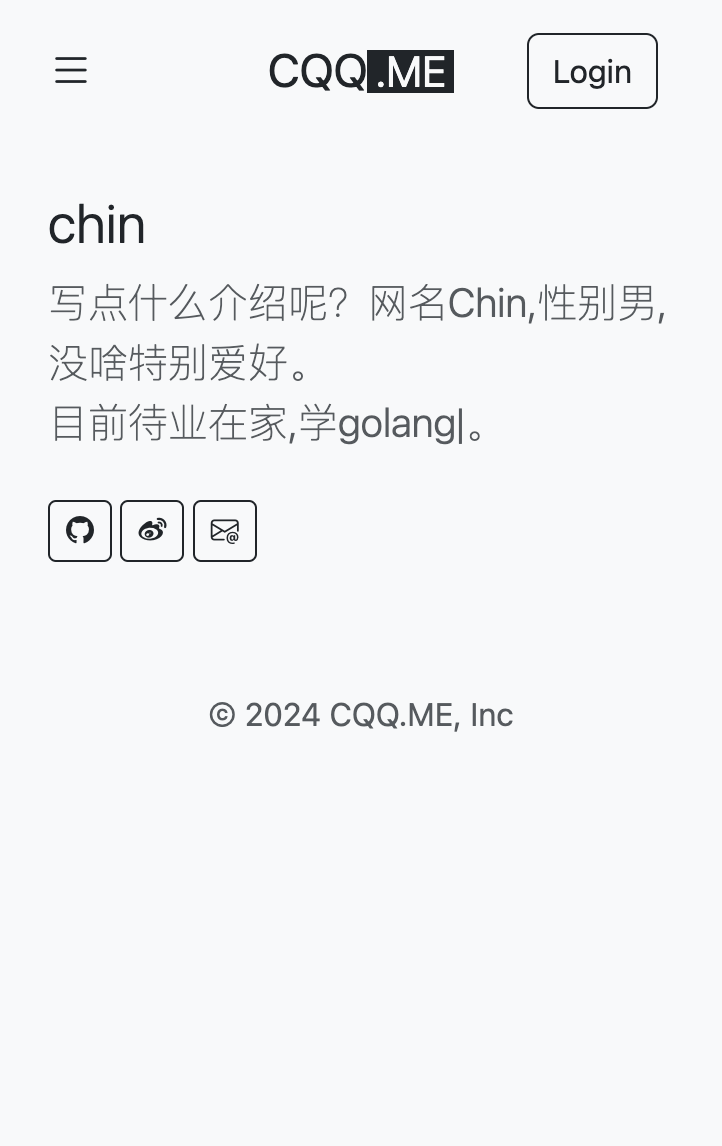 CQQ.ME
Login
chin
写点什么介绍呢？网名Chin,性别男,
没啥特别爱好。
目前待业在家,学golang|。
© 2024 CQQ.ME, Inc